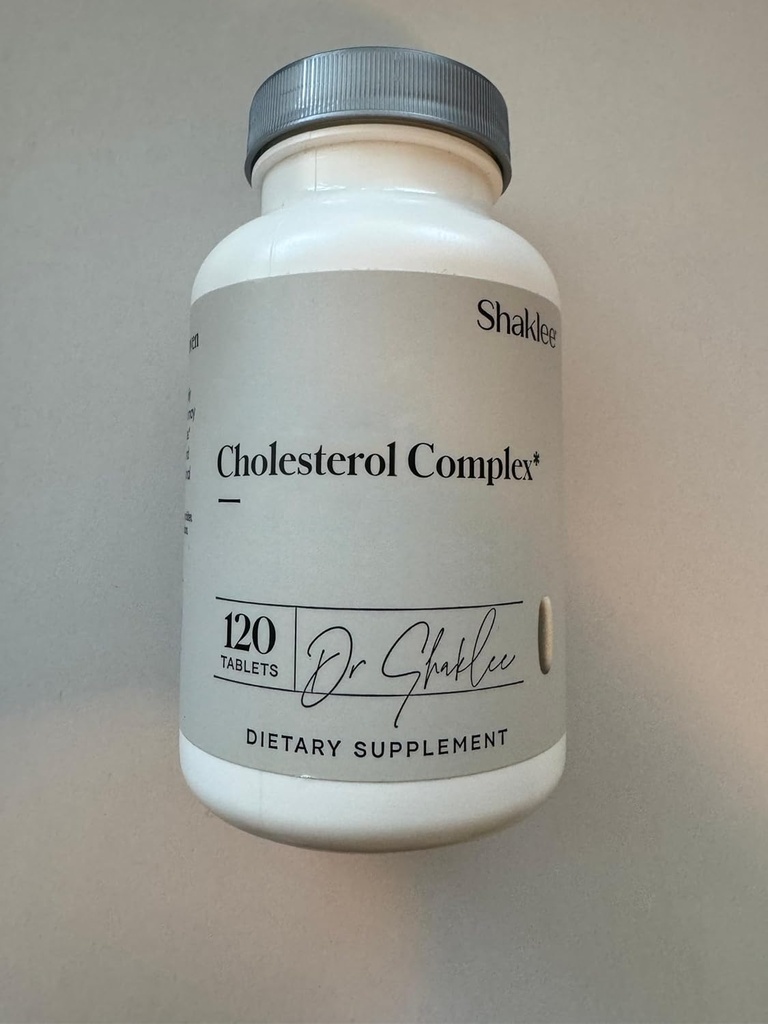 Shaklee
Cholesterol Complex*
120
TABLETS
Dr Shaklee
DIETARY SUPPLEMENT